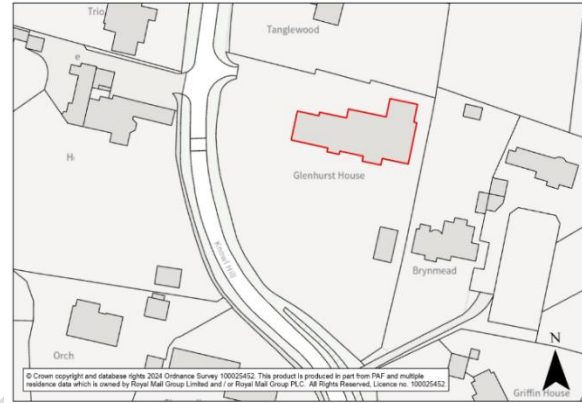 Trio
Tanglewood
e
H
Glenhurst House
Knowl Hill
Brynmead
Orch
N
Griffin House
© Crown copyright and database rights 2024 Ordnance Survey 100025452. This product is produced in part from PAF and multiple
residence data which is owned by Royal Mail Group Limited and / or Royal Mail Group PLC. All Rights Reserved, Licence no. 100025452.